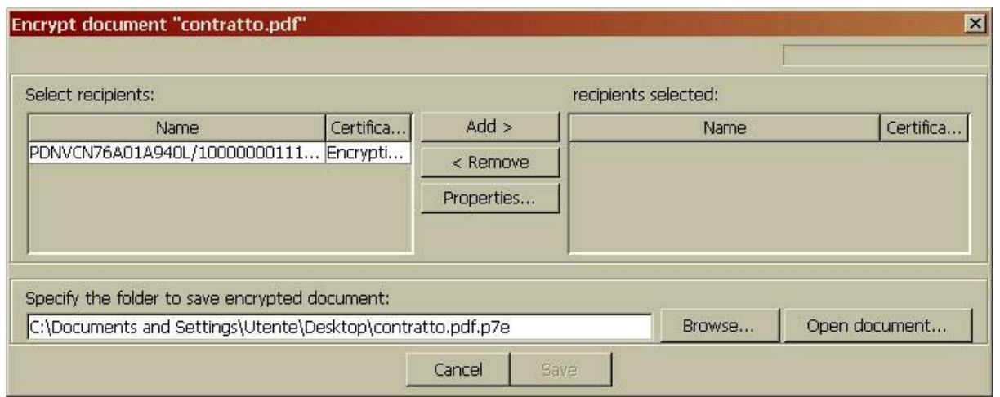 Encrypt document "contratto.pdf"
Select recipients:
recipients selected:
Name Certifica...
Add >
Name Certifica...
PDNVCN76A01A940L/10000000111... Encrypti...
< Remove
Properties...
Specify the folder to save encrypted document:
C:\Documents and Settings\Utente\Desktop\contratto.pdf.p7e
Browse...
Open document...
Cancel
Save